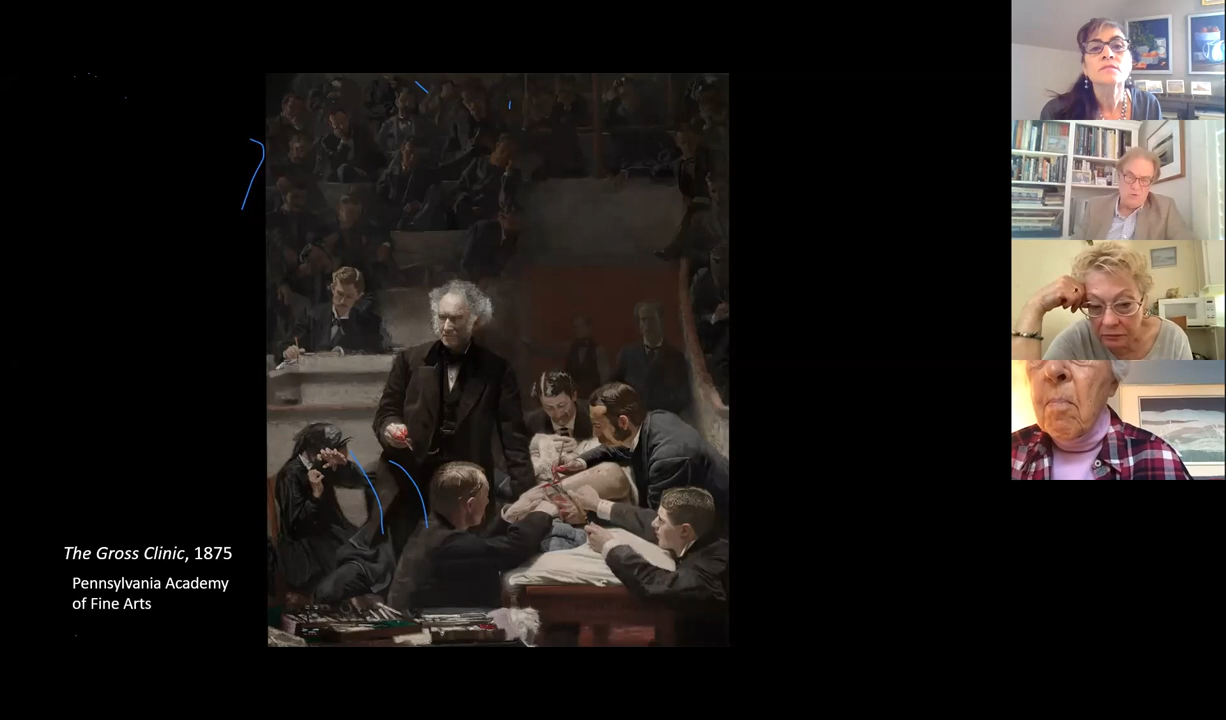 The Gross Clinic, 1875
Pennsylvania Academy
of Fine Arts